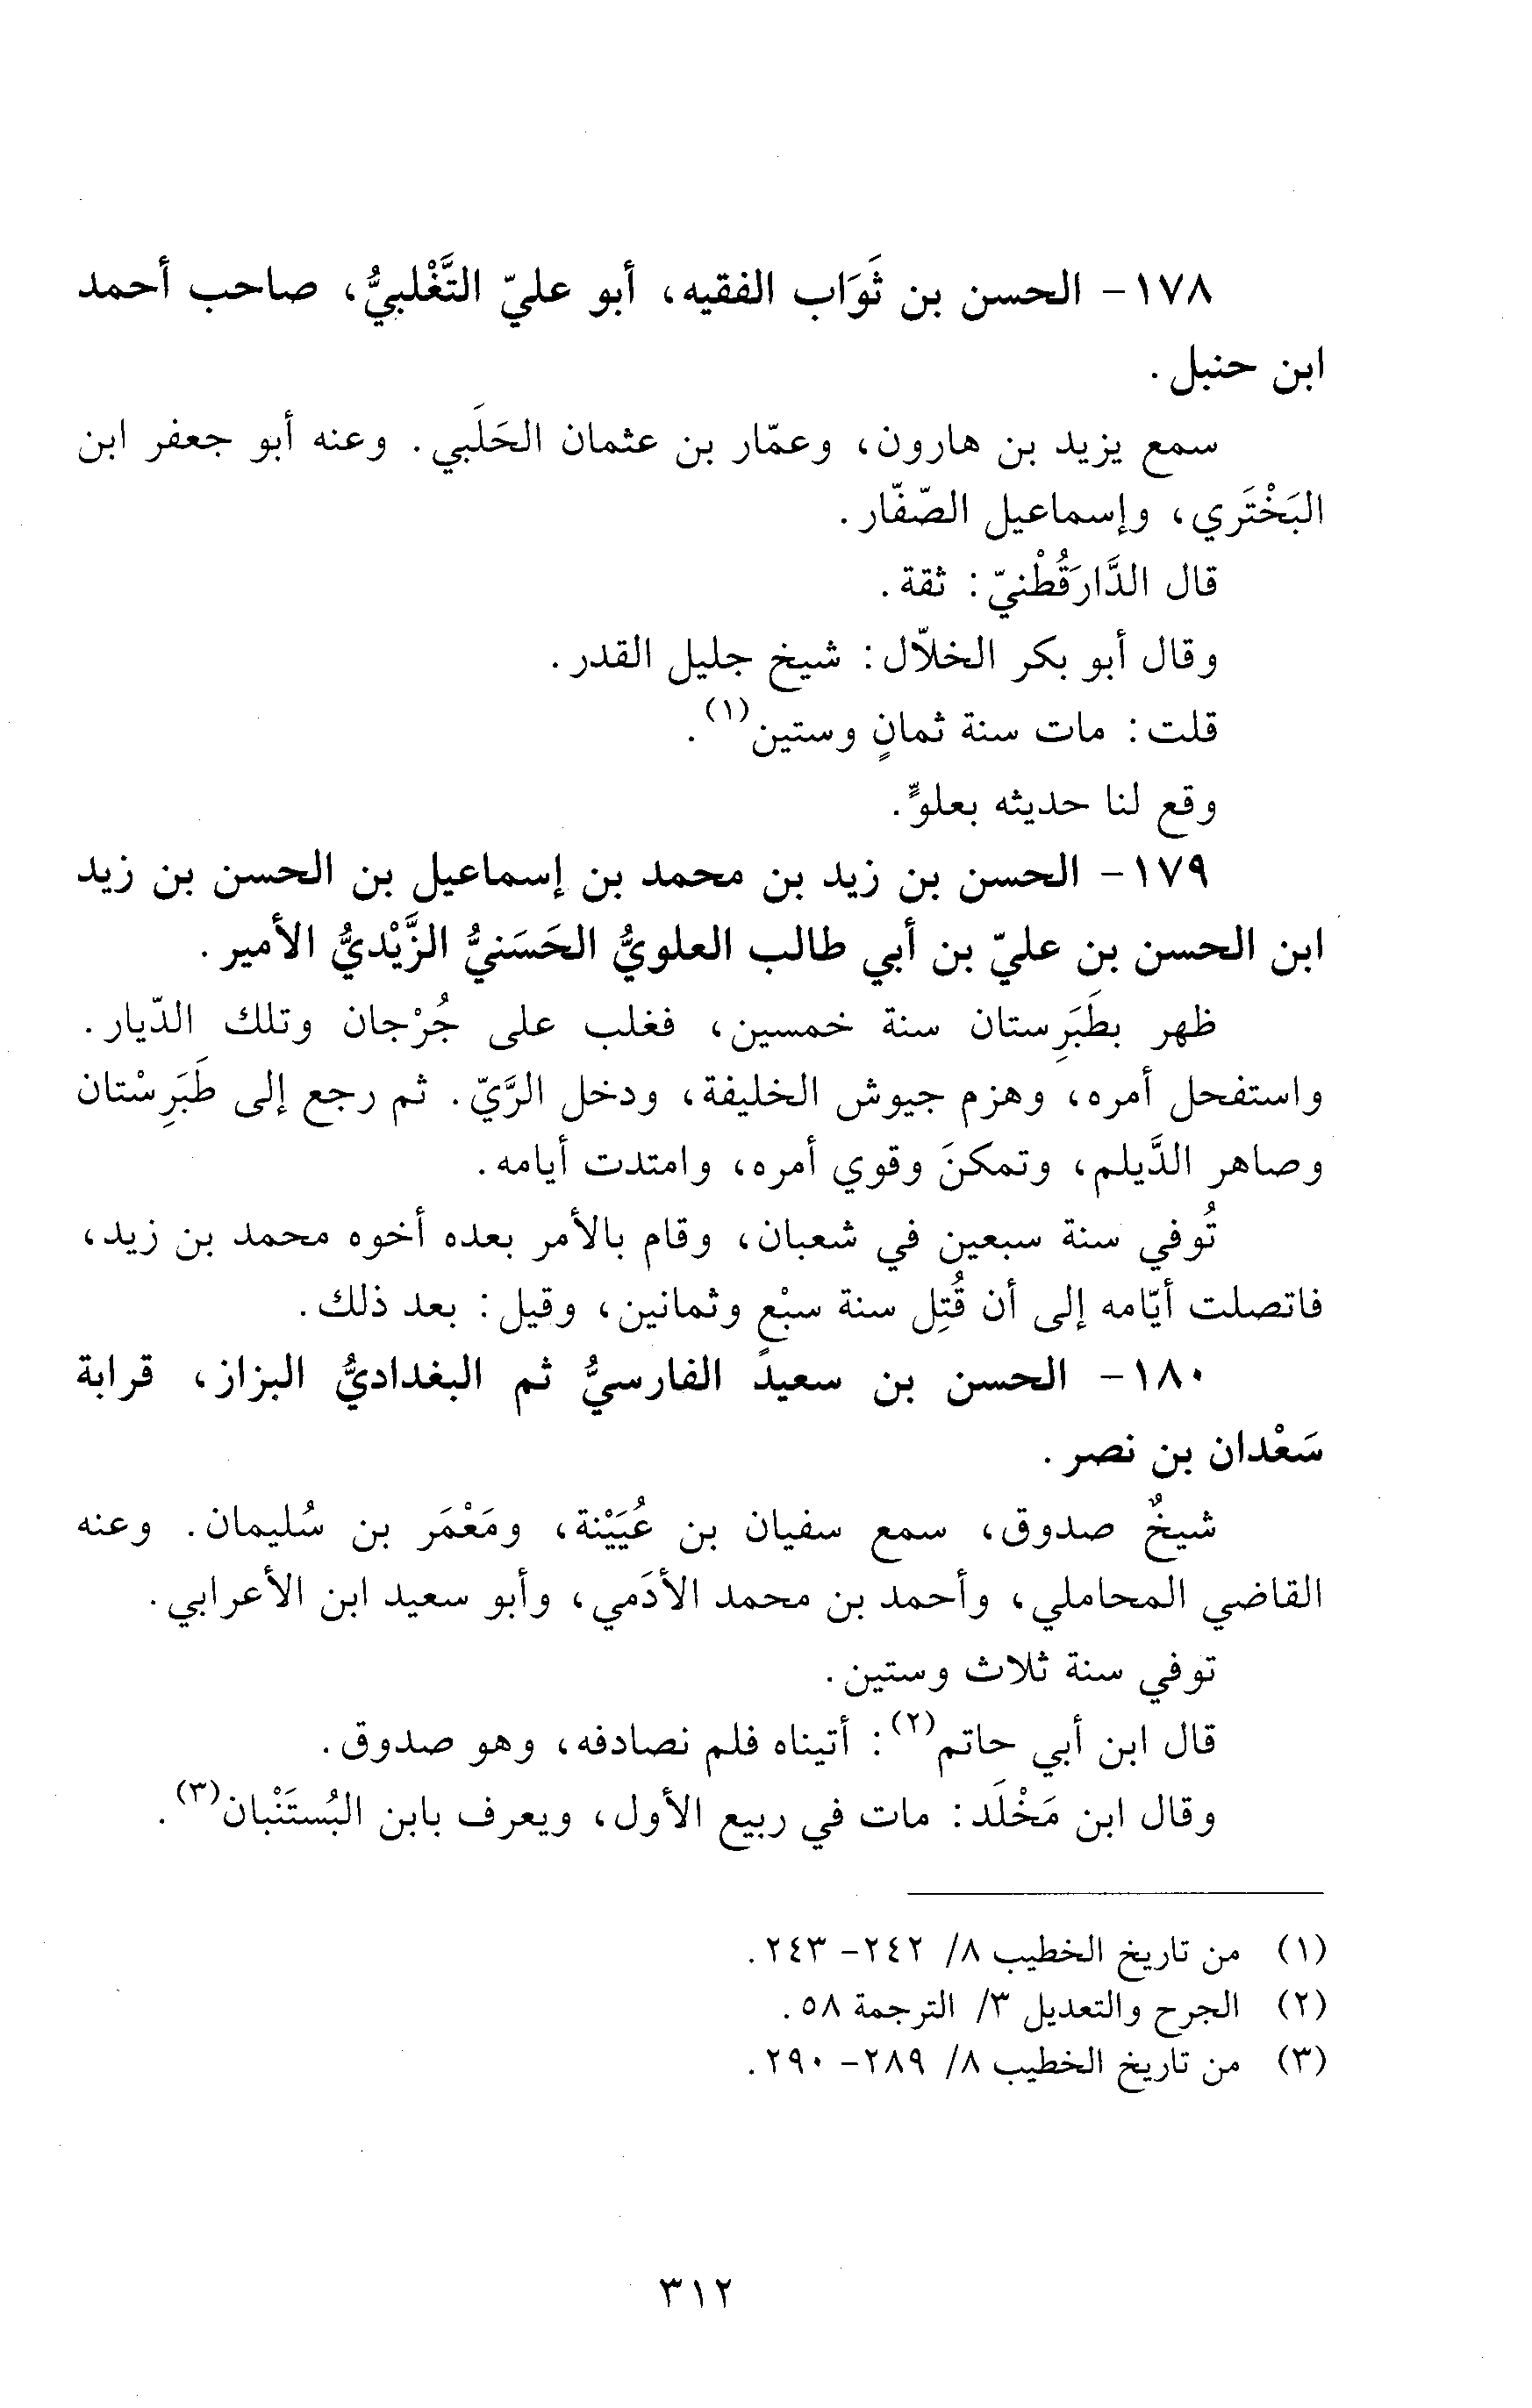 ١٧٨- الحسن بن ثَوَاب الفقيه، أبو عليّ التَّغْلبيُّ، صاحب أحمد
ابن حنبل.
سمع يزيد بن هارون، وعمّار بن عثمان الحَلَبي. وعنه أبو جعفر ابن
البَخْتَري، وإسماعيل الصّفّار.
قال الدَّارَقُطْنيّ: ثقة.
وقال أبو بكر الخلاّل: شيخ جليل القدر.
قلت: مات سنة ثمانٍ وستين(١).
وقع لنا حديثه بعلوٍّ.
١٧٩- الحسن بن زيد بن محمد بن إسماعيل بن الحسن بن زيد
ابن الحسن بن عليّ بن أبي طالب العلويُّ الحَسَنيُّ الزَّيْديُّ الأمير.
ظهر بطَبَرِستان سنة خمسين، فغلب على جُرْجان وتلك الدّيار.
واستفحل أمره، وهزم جيوش الخليفة، ودخل الرَّيّ. ثم رجع إلى طَبَرِسْتان
وصاهر الدَّيلم، وتمكنَ وقوي أمره، وامتدت أيامه.
تُوفي سنة سبعين في شعبان، وقام بالأمر بعده أخوه محمد بن زيد،
فاتصلت أيّامه إلى أن قُتِل سنة سبْعٍ وثمانين، وقيل: بعد ذلك.
١٨٠- الحسن بن سعيد الفارسيُّ ثم البغداديُّ البزاز، قرابة
سَعْدان بن نصر.
شيخٌ صدوق، سمع سفيان بن عُيَيْنة، ومَعْمَر بن سُليمان. وعنه
القاضي المحاملي، وأحمد بن محمد الأدَمي، وأبو سعيد ابن الأعرابي.
توفي سنة ثلاث وستين.
قال ابن أبي حاتم(٢): أتيناه فلم نصادفه، وهو صدوق.
وقال ابن مَخْلَد: مات في ربيع الأول، ويعرف بابن البُستَنْبان(٣).
(١) من تاريخ الخطيب ٨/ ٢٤٢- ٢٤٣.
(٢) الجرح والتعديل ٣/ الترجمة ٥٨.
(٣) من تاريخ الخطيب ٨/ ٢٨٩- ٢٩٠.
٣١٢